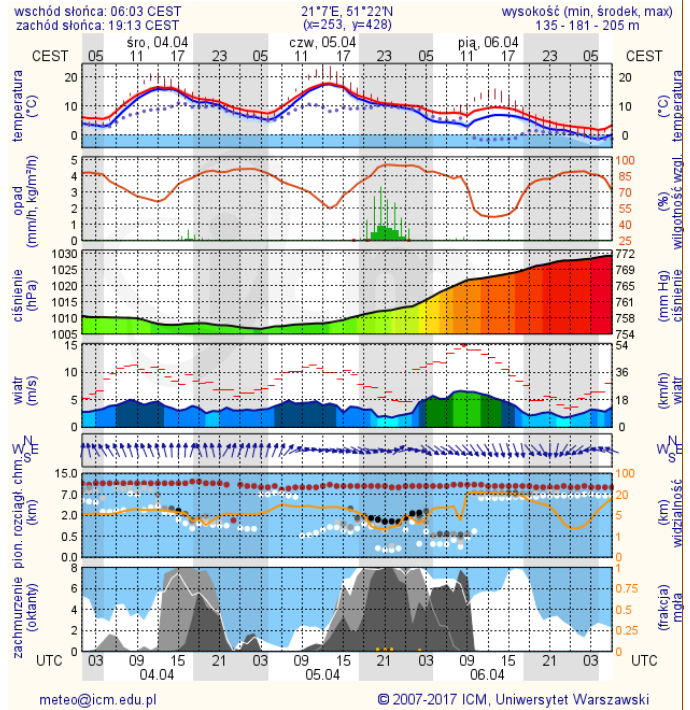 wschód słońca: 06:03 CEST 21°7'E, 51°22'N wysokość (min, środek, max)
zachód słońca: 19:13 CEST (x=253, y=428) 135 - 181 - 205 m
śro, 04.04 czw, 05.04 pią, 06.04
CEST 05 11 17 23 05 11 17 23 05 11 17 23 05 CEST
temperatura
(°C)
20
10
0
20
10
0
temperatura
(°C)
opad
(mm/h, kg/m²/h)
5
4
3
2
1
0
100
85
70
55
40
25
(%)
wilgotność wzgl.
ciśnienie
(hPa)
1030
1025
1020
1015
1010
1005
772
769
765
761
758
754
(mm Hg)
ciśnienie
wiatr
(m/s)
15
10
5
0
54
36
18
0
(km/h)
wiatr
N
W E
S
N
W E
S
pion. rozciągł. chm.
(km)
15.0
7.0
2.0
0.5
0.0
100
20
5
1
0
(km)
widzialność
zachmurzenie
(oktanty)
8
6
4
2
0
1
0.75
0.5
0.25
0
(frakcja)
mgła
UTC 03 09 15 21 03 09 15 21 03 09 15 21 03 UTC
04.04 05.04 06.04
meteo@icm.edu.pl © 2007-2017 ICM, Uniwersytet Warszawski